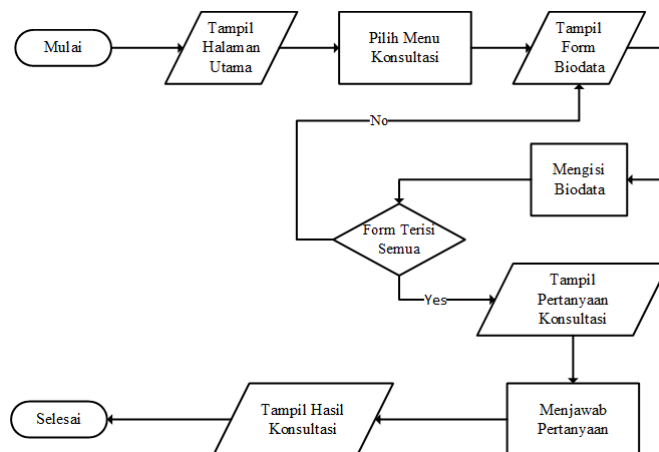 Mulai
Tampil
Halaman
Utama
Pilih Menu
Konsultasi
Tampil
Form
Biodata
No
Mengisi
Biodata
Form Terisi
Semua
Yes
Tampil
Pertanyaan
Konsultasi
Menjawab
Pertanyaan
Tampil Hasil
Konsultasi
Selesai